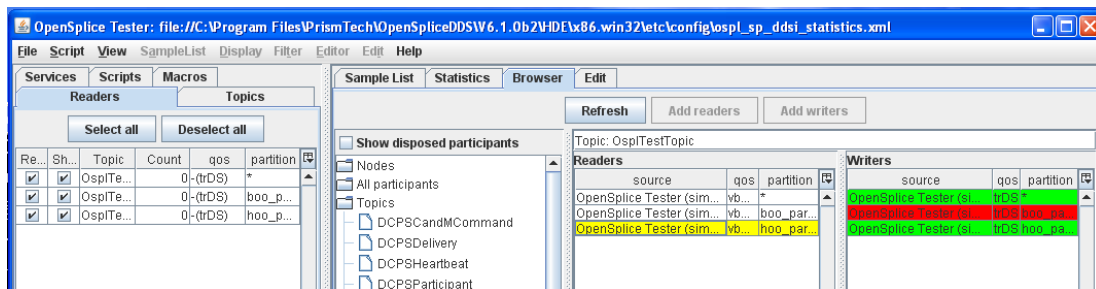 OpenSplice Tester: file://C:\Program Files\PrismTech\OpenSpliceDDS\V6.1.0b2\HDE\x86.win32\etc\config\ospl_sp_ddsi_statistics.xml
File Script View SampleList Display Filter Editor Edit Help
Services Scripts Macros
Readers Topics
Select all Deselect all
Re... Sh... Topic Count qos partition
OsplTe... 0 -(trDS) *
OsplTe... 0 -(trDS) boo_p...
OsplTe... 0 -(trDS) hoo_p...
Sample List Statistics Browser Edit
Refresh Add readers Add writers
Show disposed participants
Nodes
All participants
Topics
DCPSCandMCommand
DCPSDelivery
DCPSHeartbeat
DCPSParticipant
Topic: OsplTestTopic
Readers
source qos partition
OpenSplice Tester (sim... vb... *
OpenSplice Tester (sim... vb... boo_par...
OpenSplice Tester (sim... vb... hoo_par...
Writers
source qos partition
OpenSplice Tester (si... trDS *
OpenSplice Tester (si... trDS boo_pa...
OpenSplice Tester (si... trDS hoo_pa...